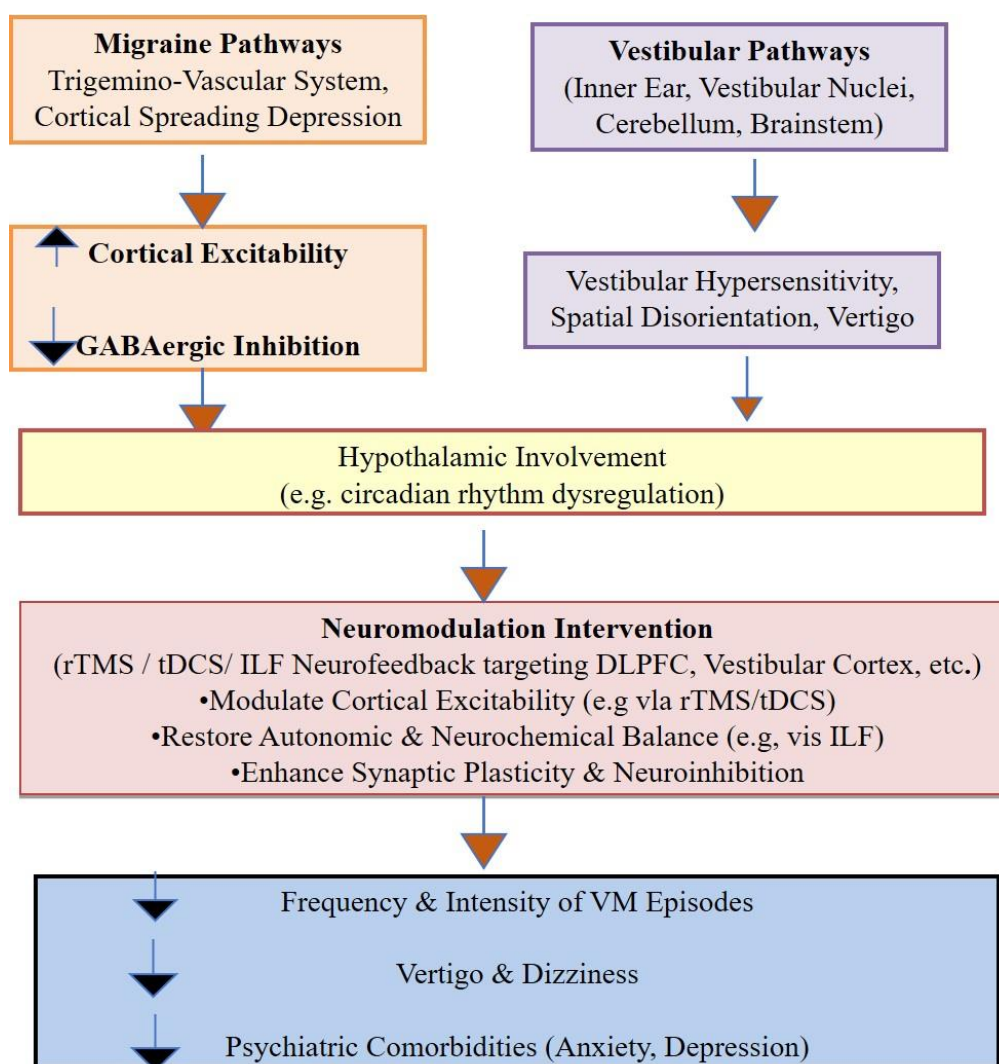 Migraine Pathways
Trigemino-Vascular System,
Cortical Spreading Depression
Vestibular Pathways
(Inner Ear, Vestibular Nuclei,
Cerebellum, Brainstem)
Cortical Excitability
GABAergic Inhibition
Vestibular Hypersensitivity,
Spatial Disorientation, Vertigo
Hypothalamic Involvement
(e.g. circadian rhythm dysregulation)
Neuromodulation Intervention
(rTMS / tDCS/ ILF Neurofeedback targeting DLPFC, Vestibular Cortex, etc.)
•Modulate Cortical Excitability (e.g vla rTMS/tDCS)
•Restore Autonomic & Neurochemical Balance (e.g, vis ILF)
•Enhance Synaptic Plasticity & Neuroinhibition
Frequency & Intensity of VM Episodes
Vertigo & Dizziness
Psychiatric Comorbidities (Anxiety, Depression)